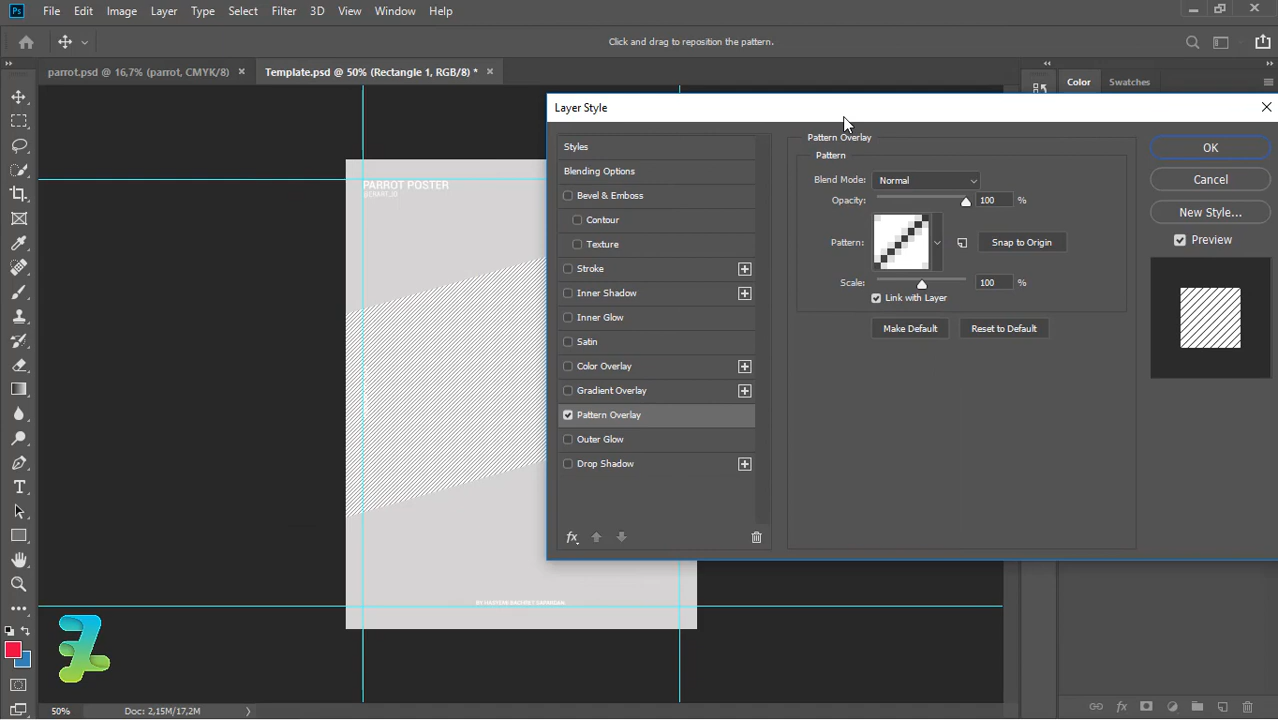 Ps File Edit Image Layer Type Select Filter 3D View Window Help
Click and drag to reposition the pattern.
parrot.psd @ 16,7% (parrot, CMYK/8) Template.psd @ 50% (Rectangle 1, RGB/8) *
Color Swatches
Layer Style
Styles
Blending Options
Bevel & Emboss
Contour
Texture
Stroke
Inner Shadow
Inner Glow
Satin
Color Overlay
Gradient Overlay
Pattern Overlay
Outer Glow
Drop Shadow
fx
Pattern Overlay
Pattern
Blend Mode: Normal
Opacity: 100 %
Pattern: Snap to Origin
Scale: 100 %
Link with Layer
Make Default Reset to Default
OK
Cancel
New Style...
Preview
PARROT POSTER
50% Doc: 2,15M/17,2M
fx